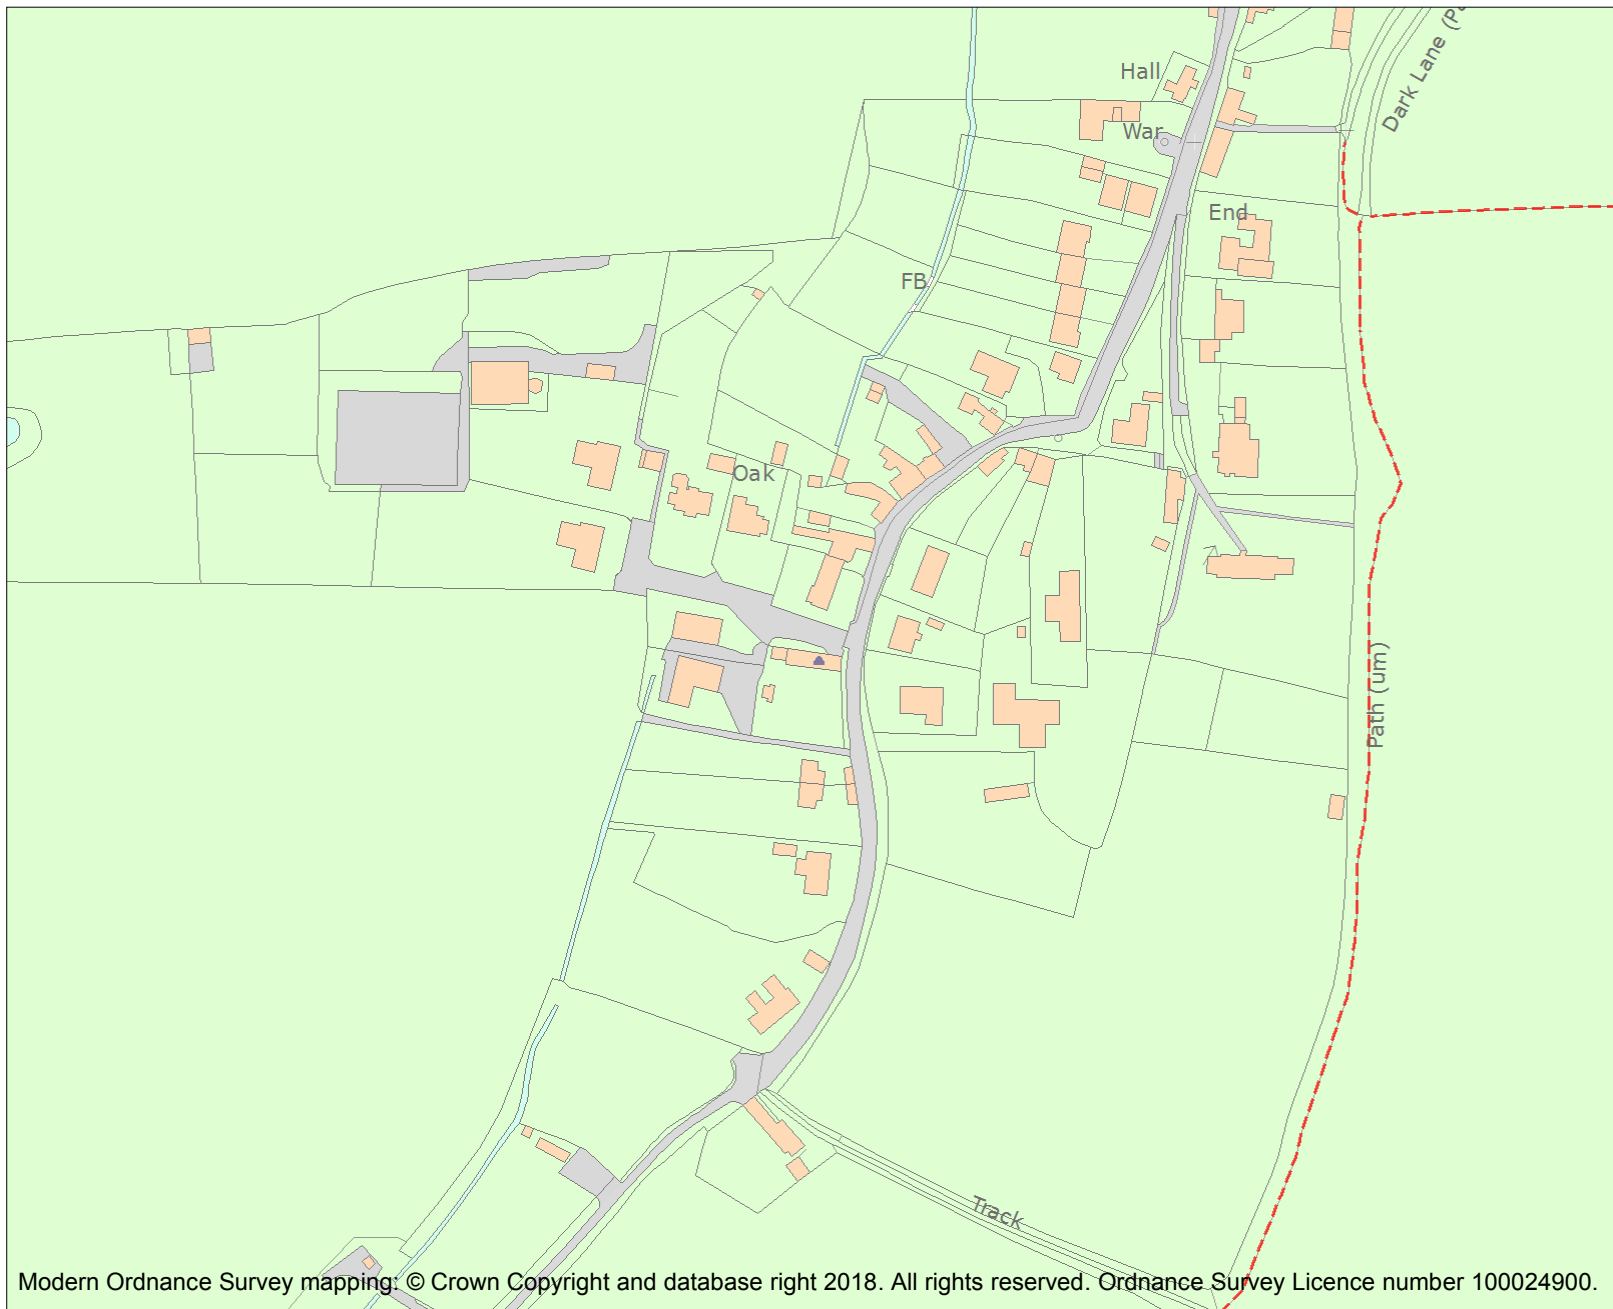 Hall
Dark Lane
War
End
FB
Oak
Path (um)
Track
Modern Ordnance Survey mapping: © Crown Copyright and database right 2018. All rights reserved. Ordnance Survey Licence number 100024900.